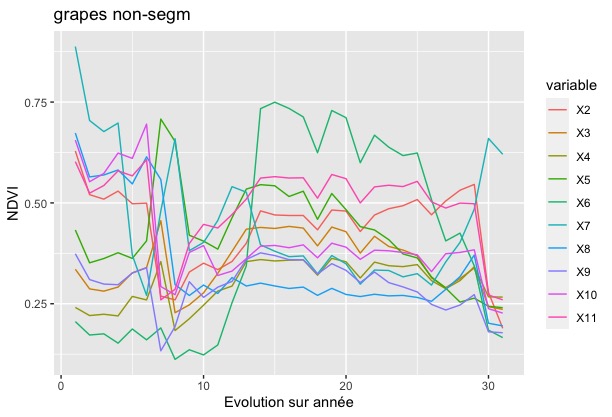 grapes non-segm
variable
X2
X3
X4
X5
X6
X7
X8
X9
X10
X11
NDVI
0.75
0.50
0.25
0 10 20 30
Evolution sur année